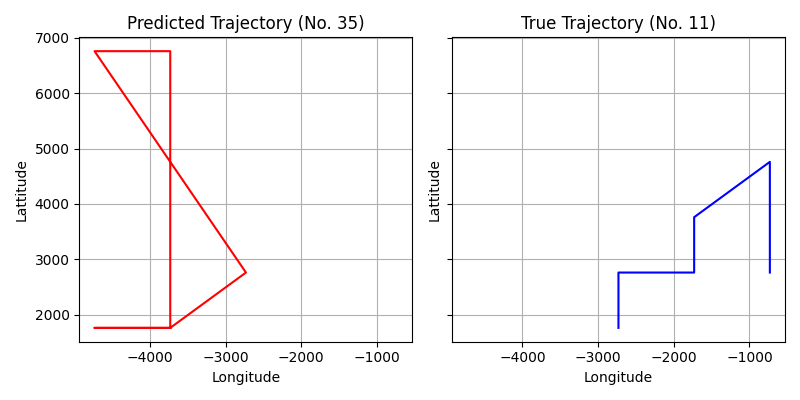 Predicted Trajectory (No. 35)
Lattitude
7000
6000
5000
4000
3000
2000
−4000 −3000 −2000 −1000
Longitude
True Trajectory (No. 11)
Lattitude
−4000 −3000 −2000 −1000
Longitude